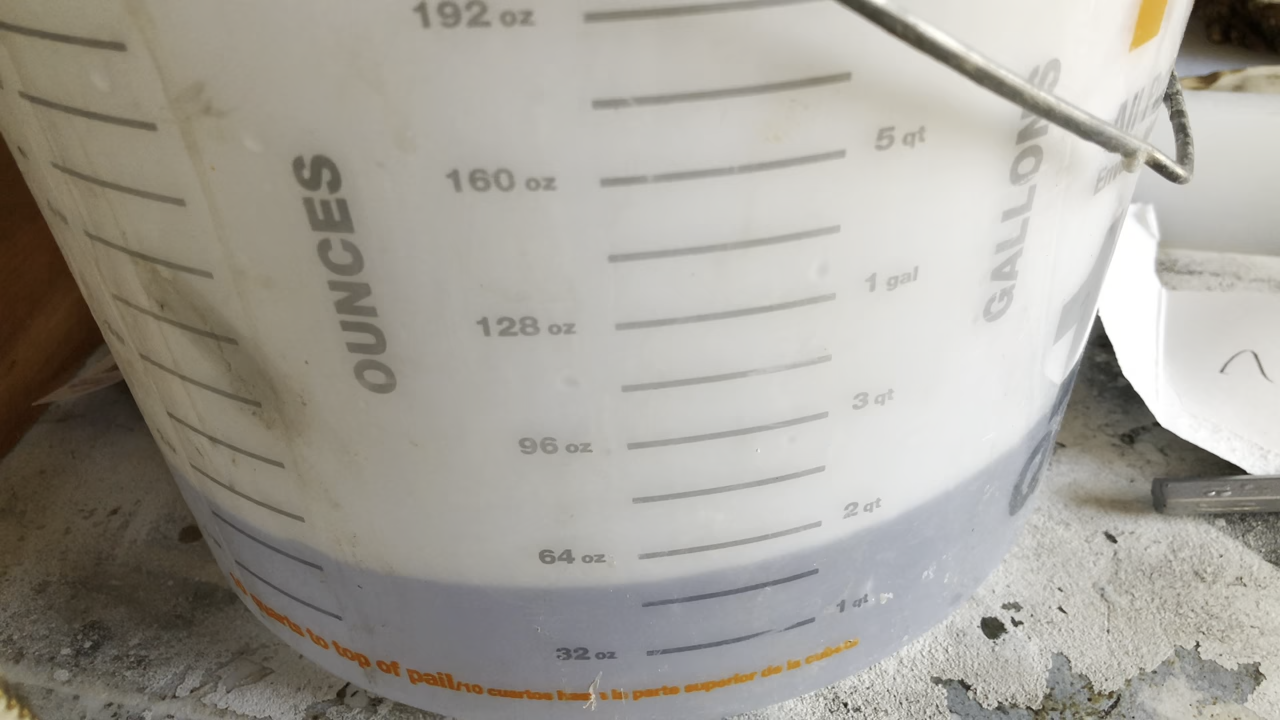 192 oz
5 qt
160 oz
1 gal
128 oz
3 qt
96 oz
2 qt
64 oz
1 qt
32 oz
OUNCES
GALLONS
quarts to top of pail/10 cuartos hasta la parte superior de la cubeta